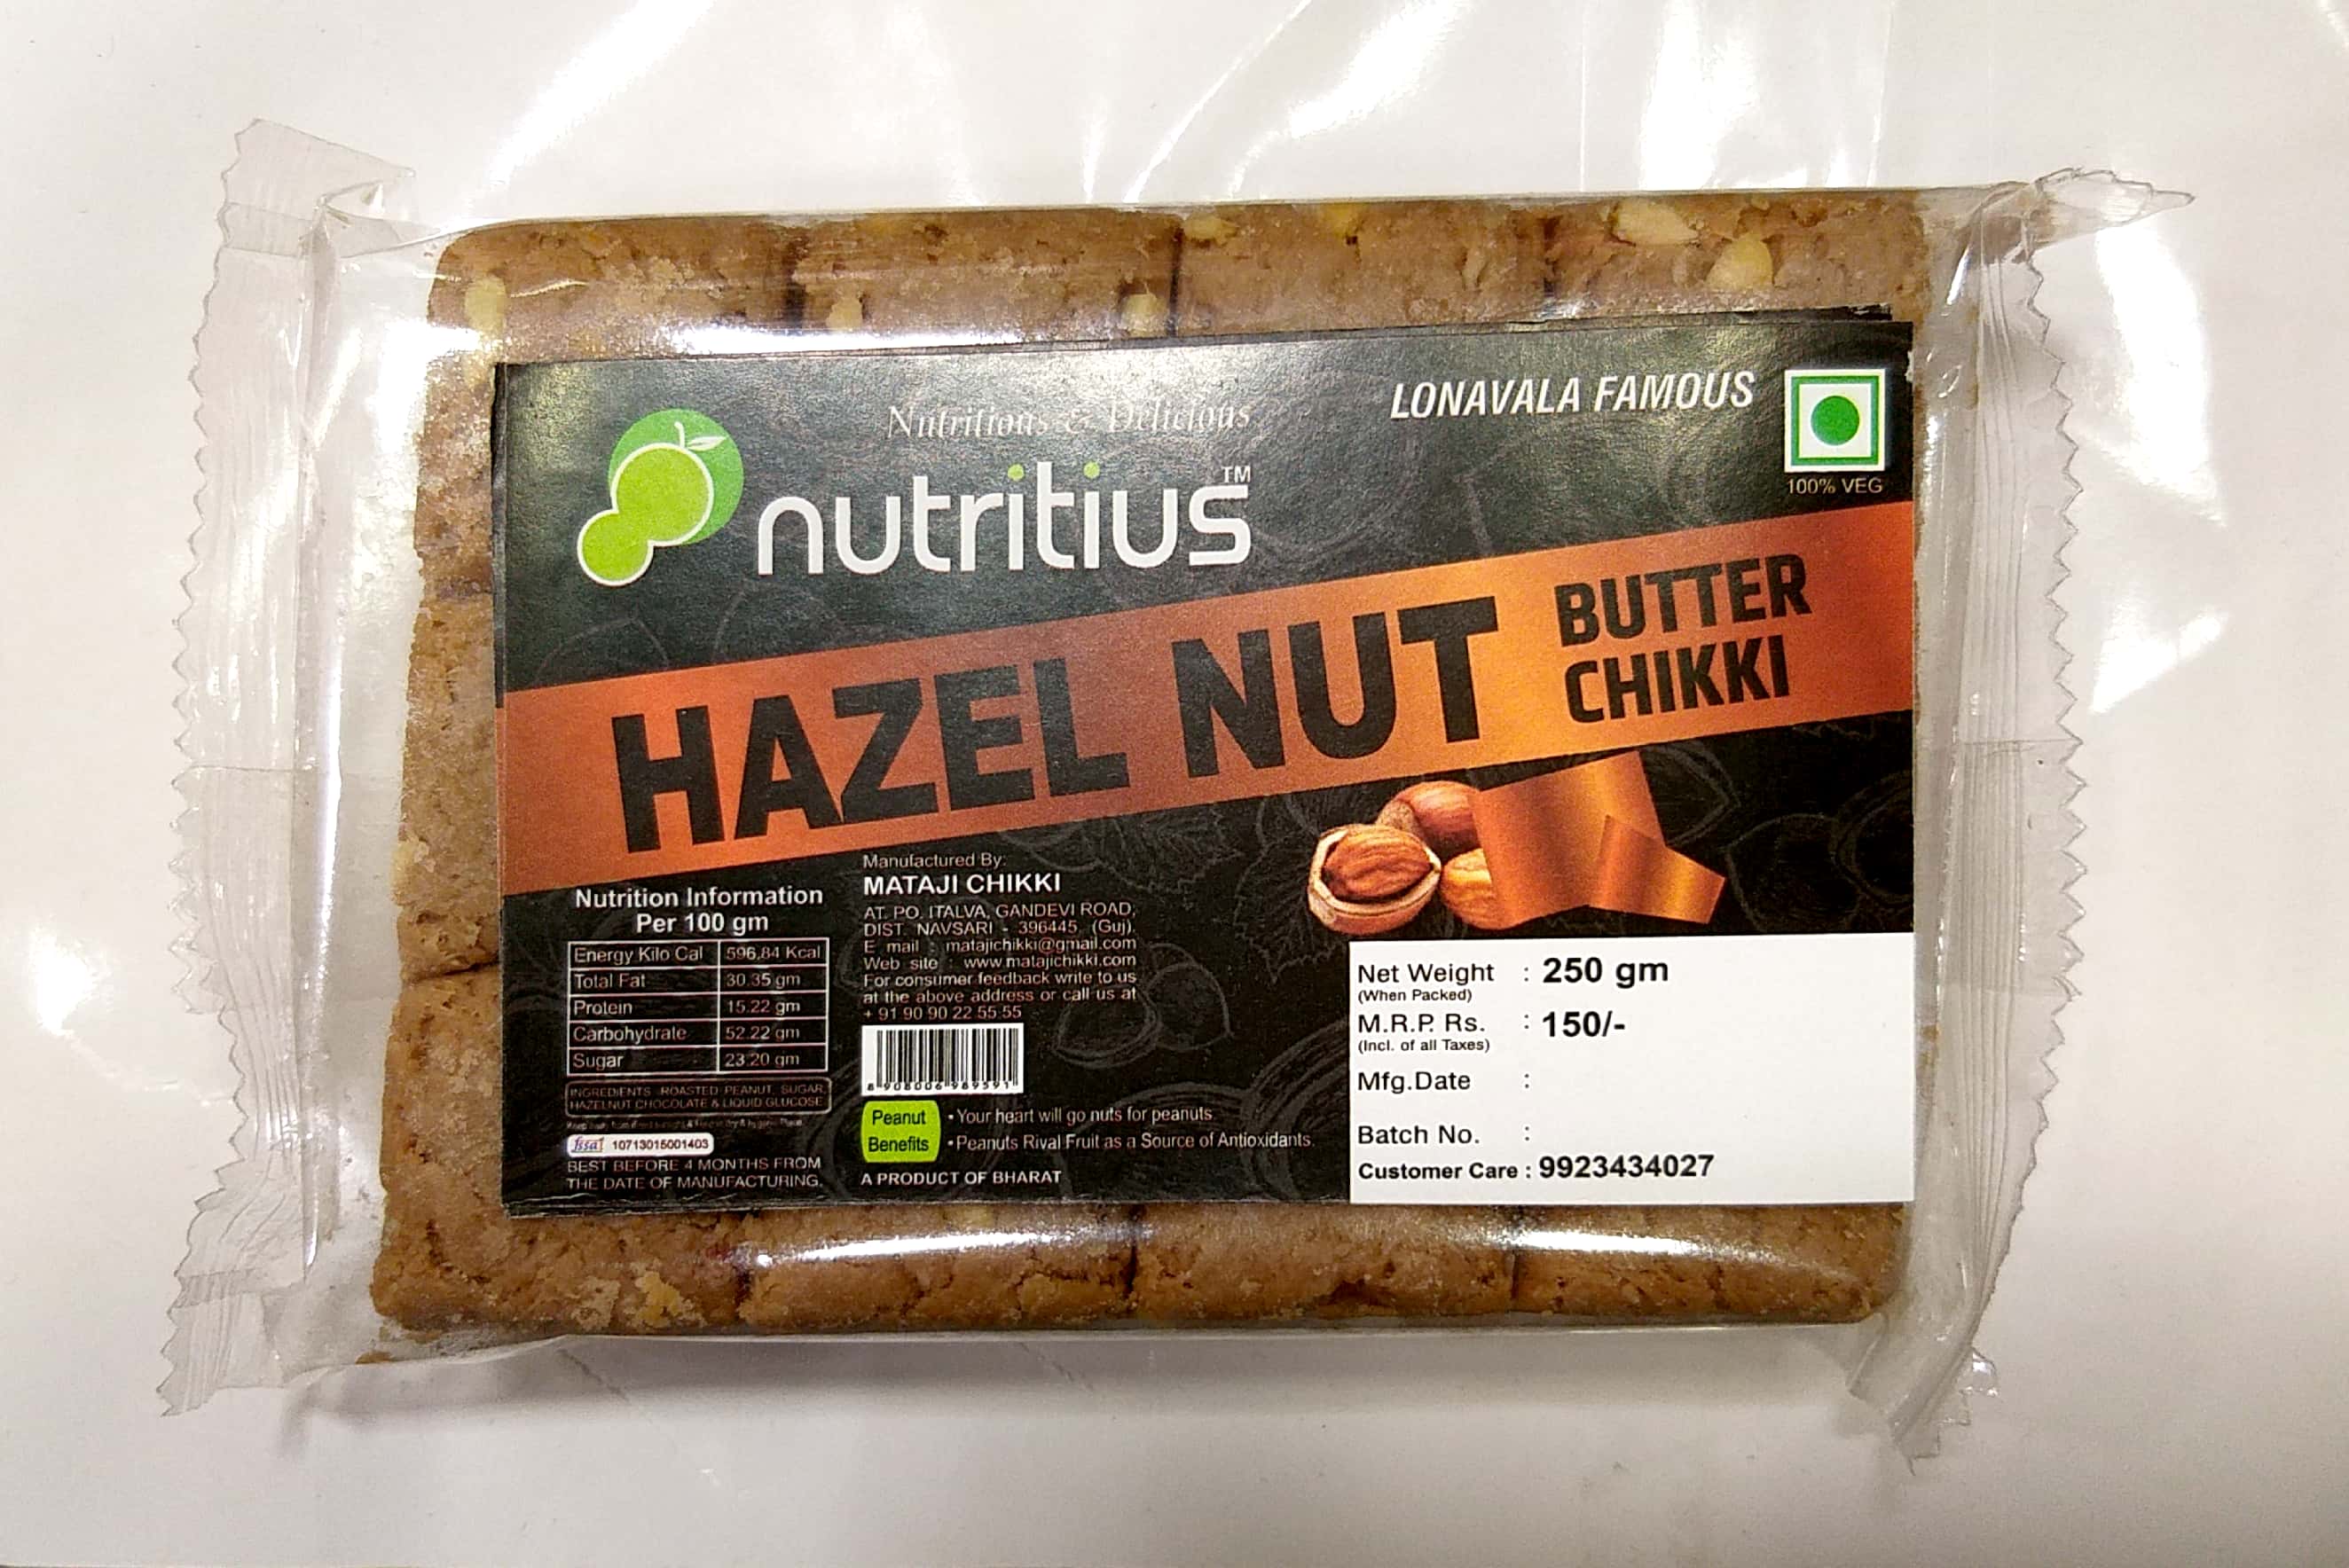 Nutritious & Delicious
nutritius™
LONAVALA FAMOUS
100% VEG
HAZEL NUT
BUTTER
CHIKKI
Nutrition Information
Per 100 gm
Energy Kilo Cal 596.84 Kcal
Total Fat 30.35 gm
Protein 15.22 gm
Carbohydrate 52.22 gm
Sugar 23.20 gm
INGREDIENTS :ROASTED PEANUT, SUGAR,
HAZELNUT CHOCOLATE & LIQUID GLUCOSE
fssai 10713015001403
BEST BEFORE 4 MONTHS FROM
THE DATE OF MANUFACTURING.
Manufactured By:
MATAJI CHIKKI
AT. PO. ITALVA, GANDEVI ROAD,
DIST. NAVSARI - 396445. (Guj).
E mail : matajichikki@gmail.com
Web site : www.matajichikki.com
For consumer feedback write to us
at the above address or call us at
+ 91 90 90 22 55 55
8 908006 989591
Peanut
Benefits
• Your heart will go nuts for peanuts.
• Peanuts Rival Fruit as a Source of Antioxidants.
A PRODUCT OF BHARAT
Net Weight : 250 gm
(When Packed)
M.R.P. Rs. : 150/-
(Incl. of all Taxes)
Mfg.Date :
Batch No. :
Customer Care : 9923434027